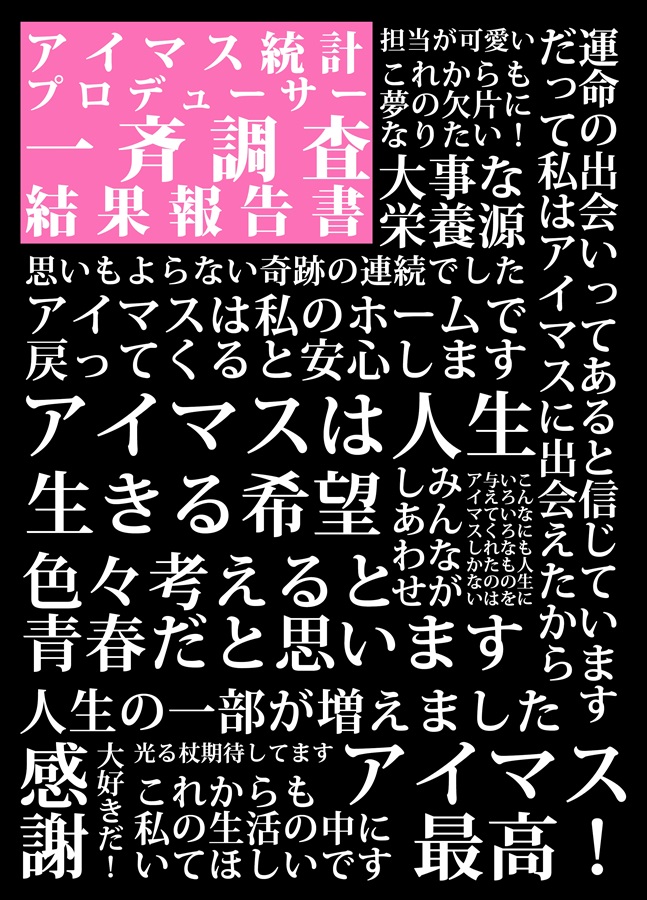 アイマス統計
プロデューサー
一斉調査
結果報告書
担当が可愛い
これからも
夢のか欠片に！
なりたい
大事な
栄養源
運命の出会いってあると信じています
だって私はアイマスに出会えたから
思いもよらない奇跡の連続でした
アイマスは私のホームで
戻ってくると安心します
アイマスは人生
生きる希望
みんなが
しあわせ
こんなにも人生に
いろいろなものを
与えてくれたのは
アイマスしかない
色々考えると
青春だと思います
人生の一部が増えました
感謝
大好きだ！
光る杖期待してます
これからも
私の生活の中に
いてほしいです
アイマス
最高！